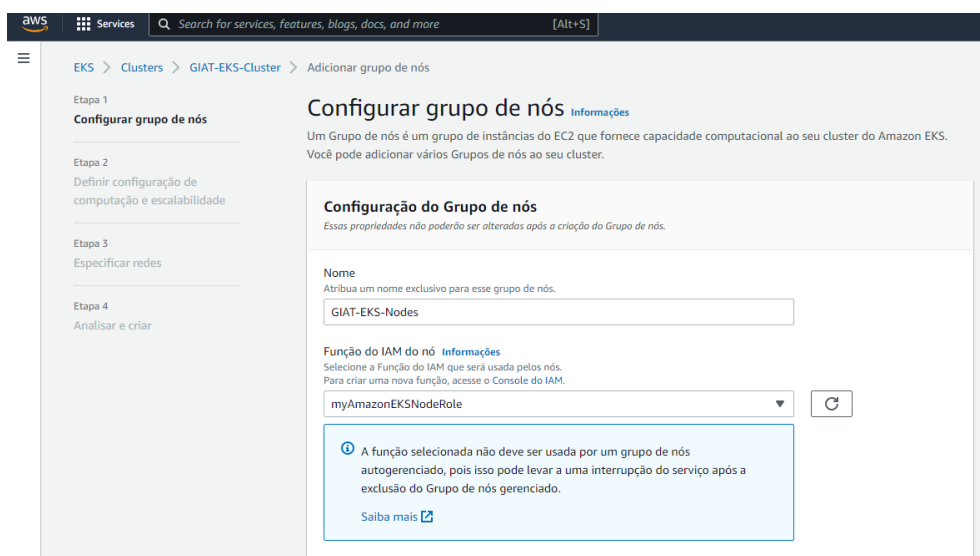 aws Services Search for services, features, blogs, docs, and more [Alt+S]
EKS > Clusters > GIAT-EKS-Cluster > Adicionar grupo de nós
Etapa 1
Configurar grupo de nós
Etapa 2
Definir configuração de
computação e escalabilidade
Etapa 3
Especificar redes
Etapa 4
Analisar e criar
Configurar grupo de nós Informações
Um Grupo de nós é um grupo de instâncias do EC2 que fornece capacidade computacional ao seu cluster do Amazon EKS.
Você pode adicionar vários Grupos de nós ao seu cluster.
Configuração do Grupo de nós
Essas propriedades não poderão ser alteradas após a criação do Grupo de nós.
Nome
Atribua um nome exclusivo para esse grupo de nós.
GIAT-EKS-Nodes
Função do IAM do nó Informações
Selecione a Função do IAM que será usada pelos nós.
Para criar uma nova função, acesse o Console do IAM.
myAmazonEKSNodeRole
A função selecionada não deve ser usada por um grupo de nós
autogerenciado, pois isso pode levar a uma interrupção do serviço após a
exclusão do Grupo de nós gerenciado.
Saiba mais